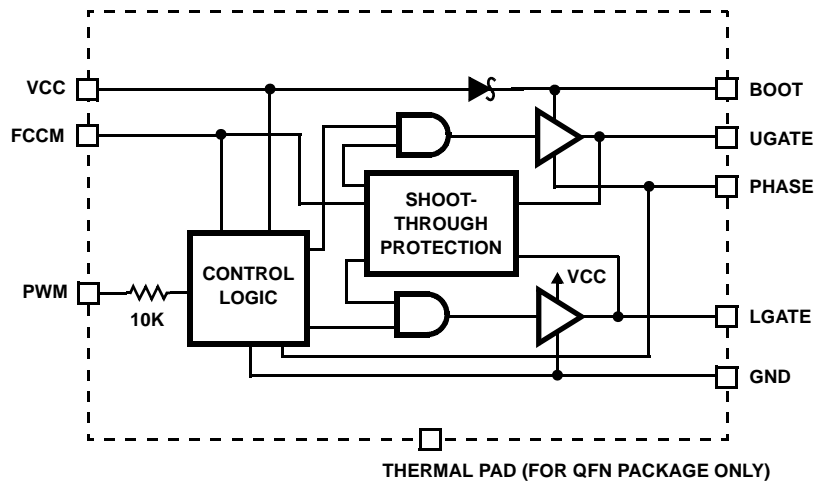 VCC
BOOT
FCCM
UGATE
PHASE
SHOOT-
THROUGH
PROTECTION
CONTROL
LOGIC
VCC
PWM
10K
LGATE
GND
THERMAL PAD (FOR QFN PACKAGE ONLY)